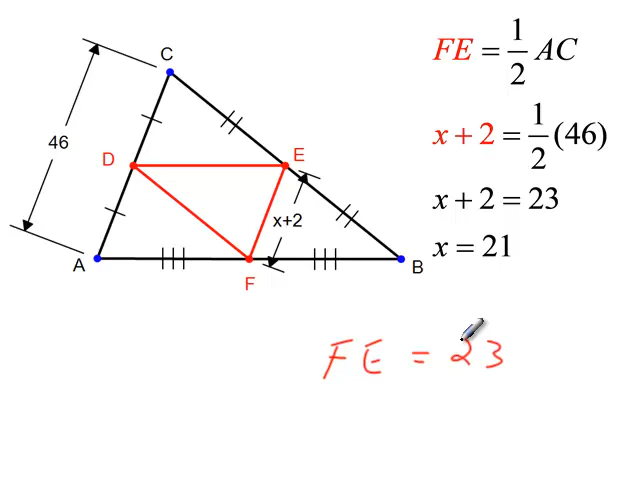 C
FE = 1/2 AC
46
x + 2 = 1/2 (46)
D
E
x + 2 = 23
x+2
x = 21
A
B
F
FE = 23